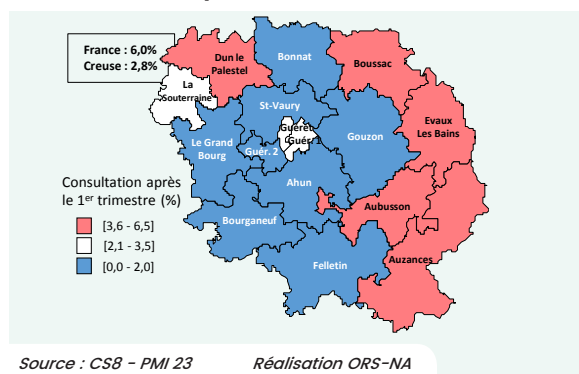 France : 6,0%
Creuse : 2,8%
Dun le
Palestel
Bonnat
Boussac
La
Souterraine
St-Vaury
Evaux
Les Bains
Guéret
Guér. 1
Gouzon
Le Grand
Bourg
Guér. 2
Ahun
Consultation après
le 1er trimestre (%)
[3,6 - 6,5]
[2,1 - 3,5]
[0,0 - 2,0]
Aubusson
Bourganeuf
Auzances
Felletin
Source : CS8 - PMI 23 Réalisation ORS-NA